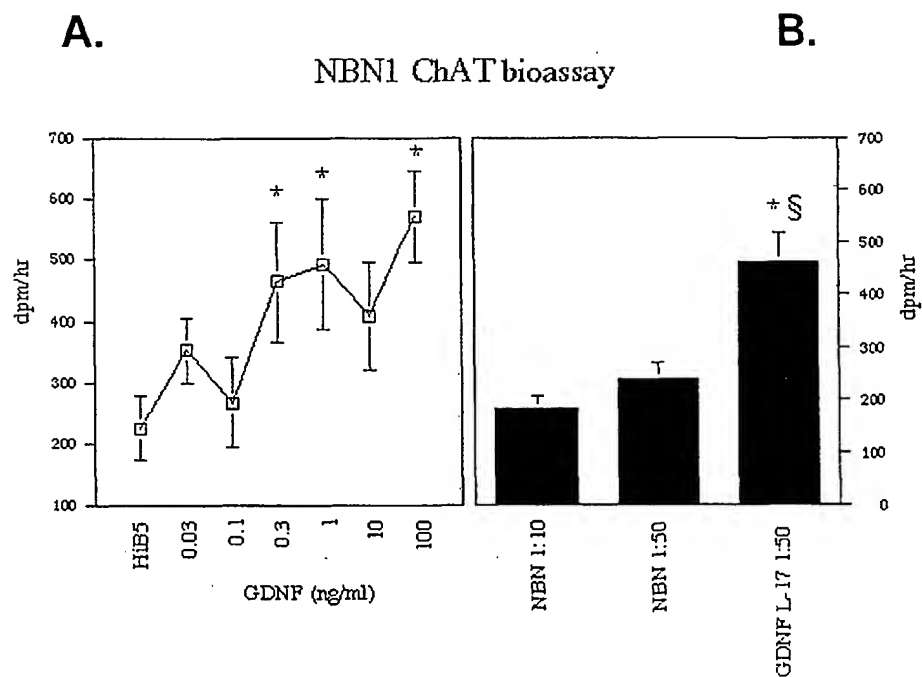 A.
B.
NBN1 ChAT bioassay
700
600
500
400
300
200
100
dpm/hr
* * *
HiB5
0.03
0.1
0.3
1
10
100
GDNF (ng/ml)
* §
700
600
500
400
300
200
100
0
dpm/hr
NBN 1:10
NBN 1:50
GDNF L-17 1:50